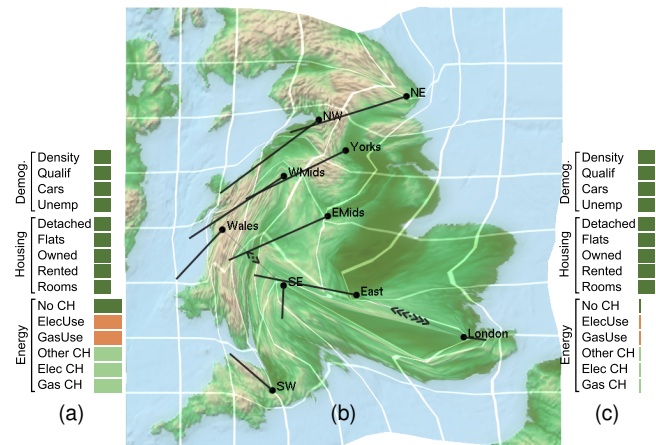 Demog.
Density
Qualif
Cars
Unemp
Housing
Detached
Flats
Owned
Rented
Rooms
Energy
No CH
ElecUse
GasUse
Other CH
Elec CH
Gas CH
(a)
NE
NW
Yorks
WMids
EMids
Wales
SE
East
London
SW
(b)
Demog.
Density
Qualif
Cars
Unemp
Housing
Detached
Flats
Owned
Rented
Rooms
Energy
No CH
ElecUse
GasUse
Other CH
Elec CH
Gas CH
(c)